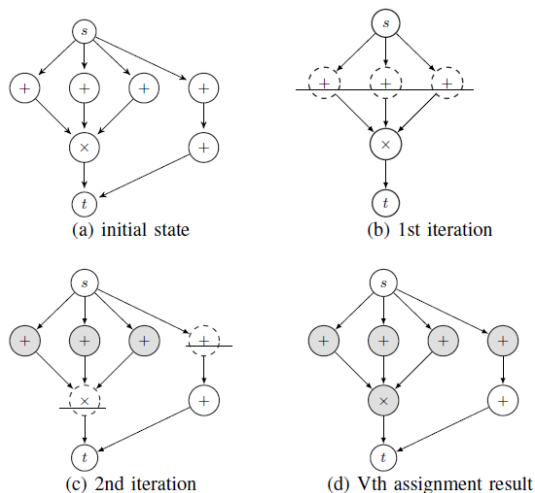 s
+ + + +
× +
t
(a) initial state
s
+ + +
×
t
(b) 1st iteration
s
+ + + +
× +
t
(c) 2nd iteration
s
+ + + +
× +
t
(d) Vth assignment result